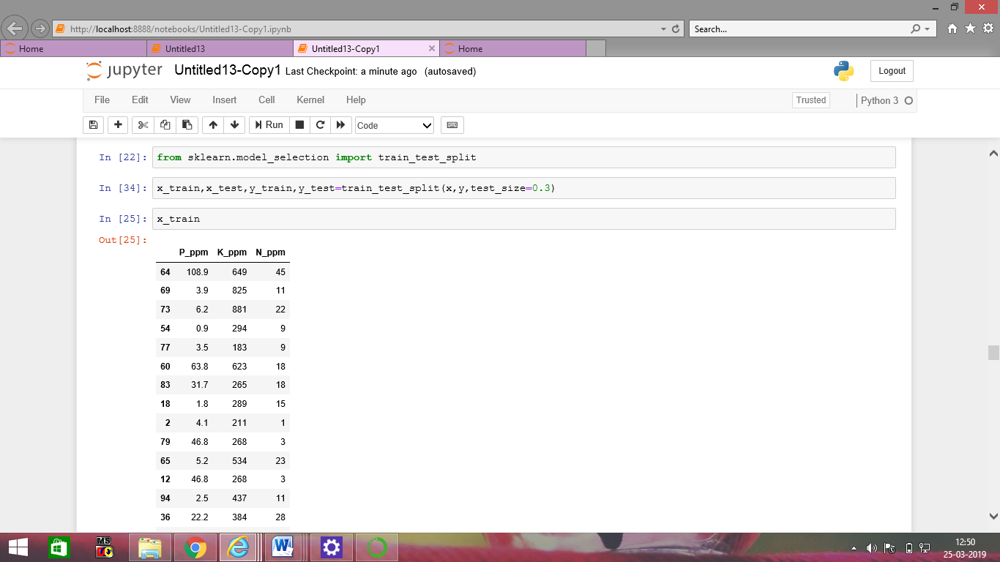 http://localhost:8888/notebooks/Untitled13-Copy1.ipynb
Search...
Home
Untitled13
Untitled13-Copy1
Home
jupyter Untitled13-Copy1 Last Checkpoint: a minute ago (autosaved)
Logout
File Edit View Insert Cell Kernel Help
Trusted
Python 3
Run
Code
In [22]: from sklearn.model_selection import train_test_split
In [34]: x_train,x_test,y_train,y_test=train_test_split(x,y,test_size=0.3)
In [25]: x_train
Out[25]:
P_ppm K_ppm N_ppm
64 108.9 649 45
69 3.9 825 11
73 6.2 881 22
54 0.9 294 9
77 3.5 183 9
60 63.8 623 18
83 31.7 265 18
18 1.8 289 15
2 4.1 211 1
79 46.8 268 3
65 5.2 534 23
12 46.8 268 3
94 2.5 437 11
36 22.2 384 28
MS
12:50
25-03-2019